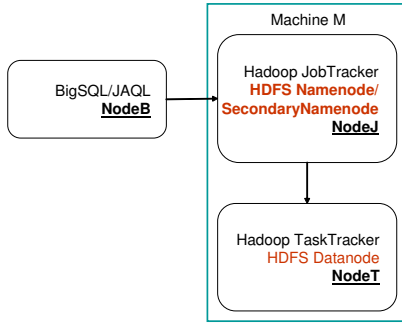 Machine M
BigSQL/JAQL
NodeB
Hadoop JobTracker
HDFS Namenode/
SecondaryNamenode
NodeJ
Hadoop TaskTracker
HDFS Datanode
NodeT